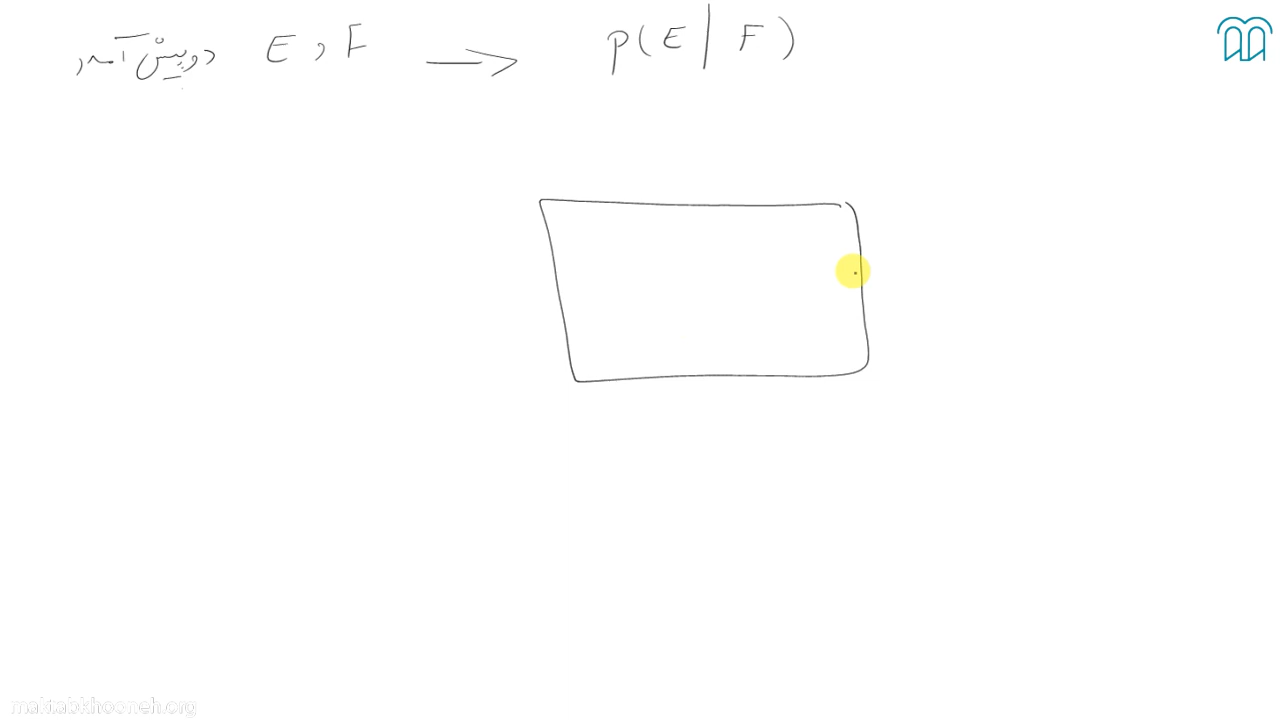 دو پیش آمد E , F → P(E | F)
maktabkhooneh.org